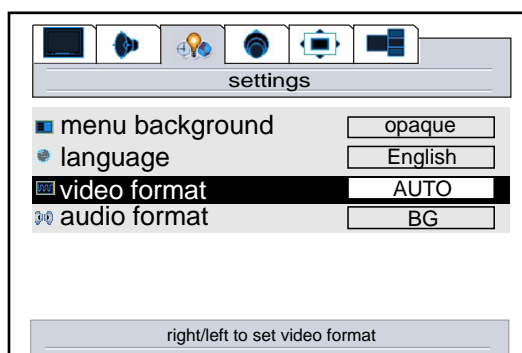 settings
menu background opaque
language English
video format AUTO
audio format BG
right/left to set video format